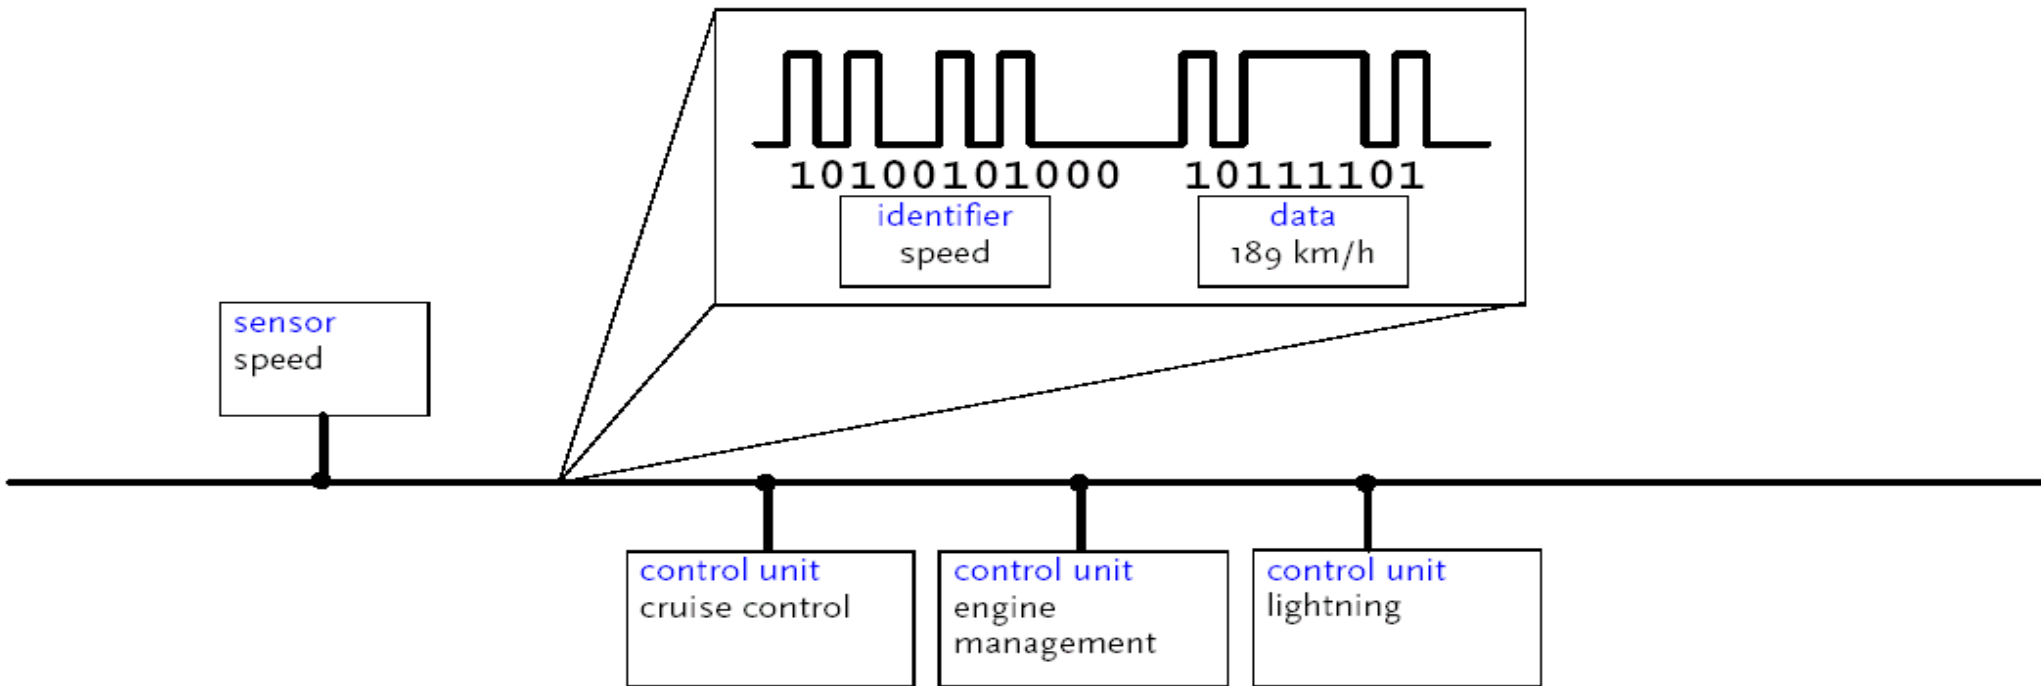 10100101000 10111101
identifier
speed
data
189 km/h
sensor
speed
control unit
cruise control
control unit
engine
management
control unit
lightning